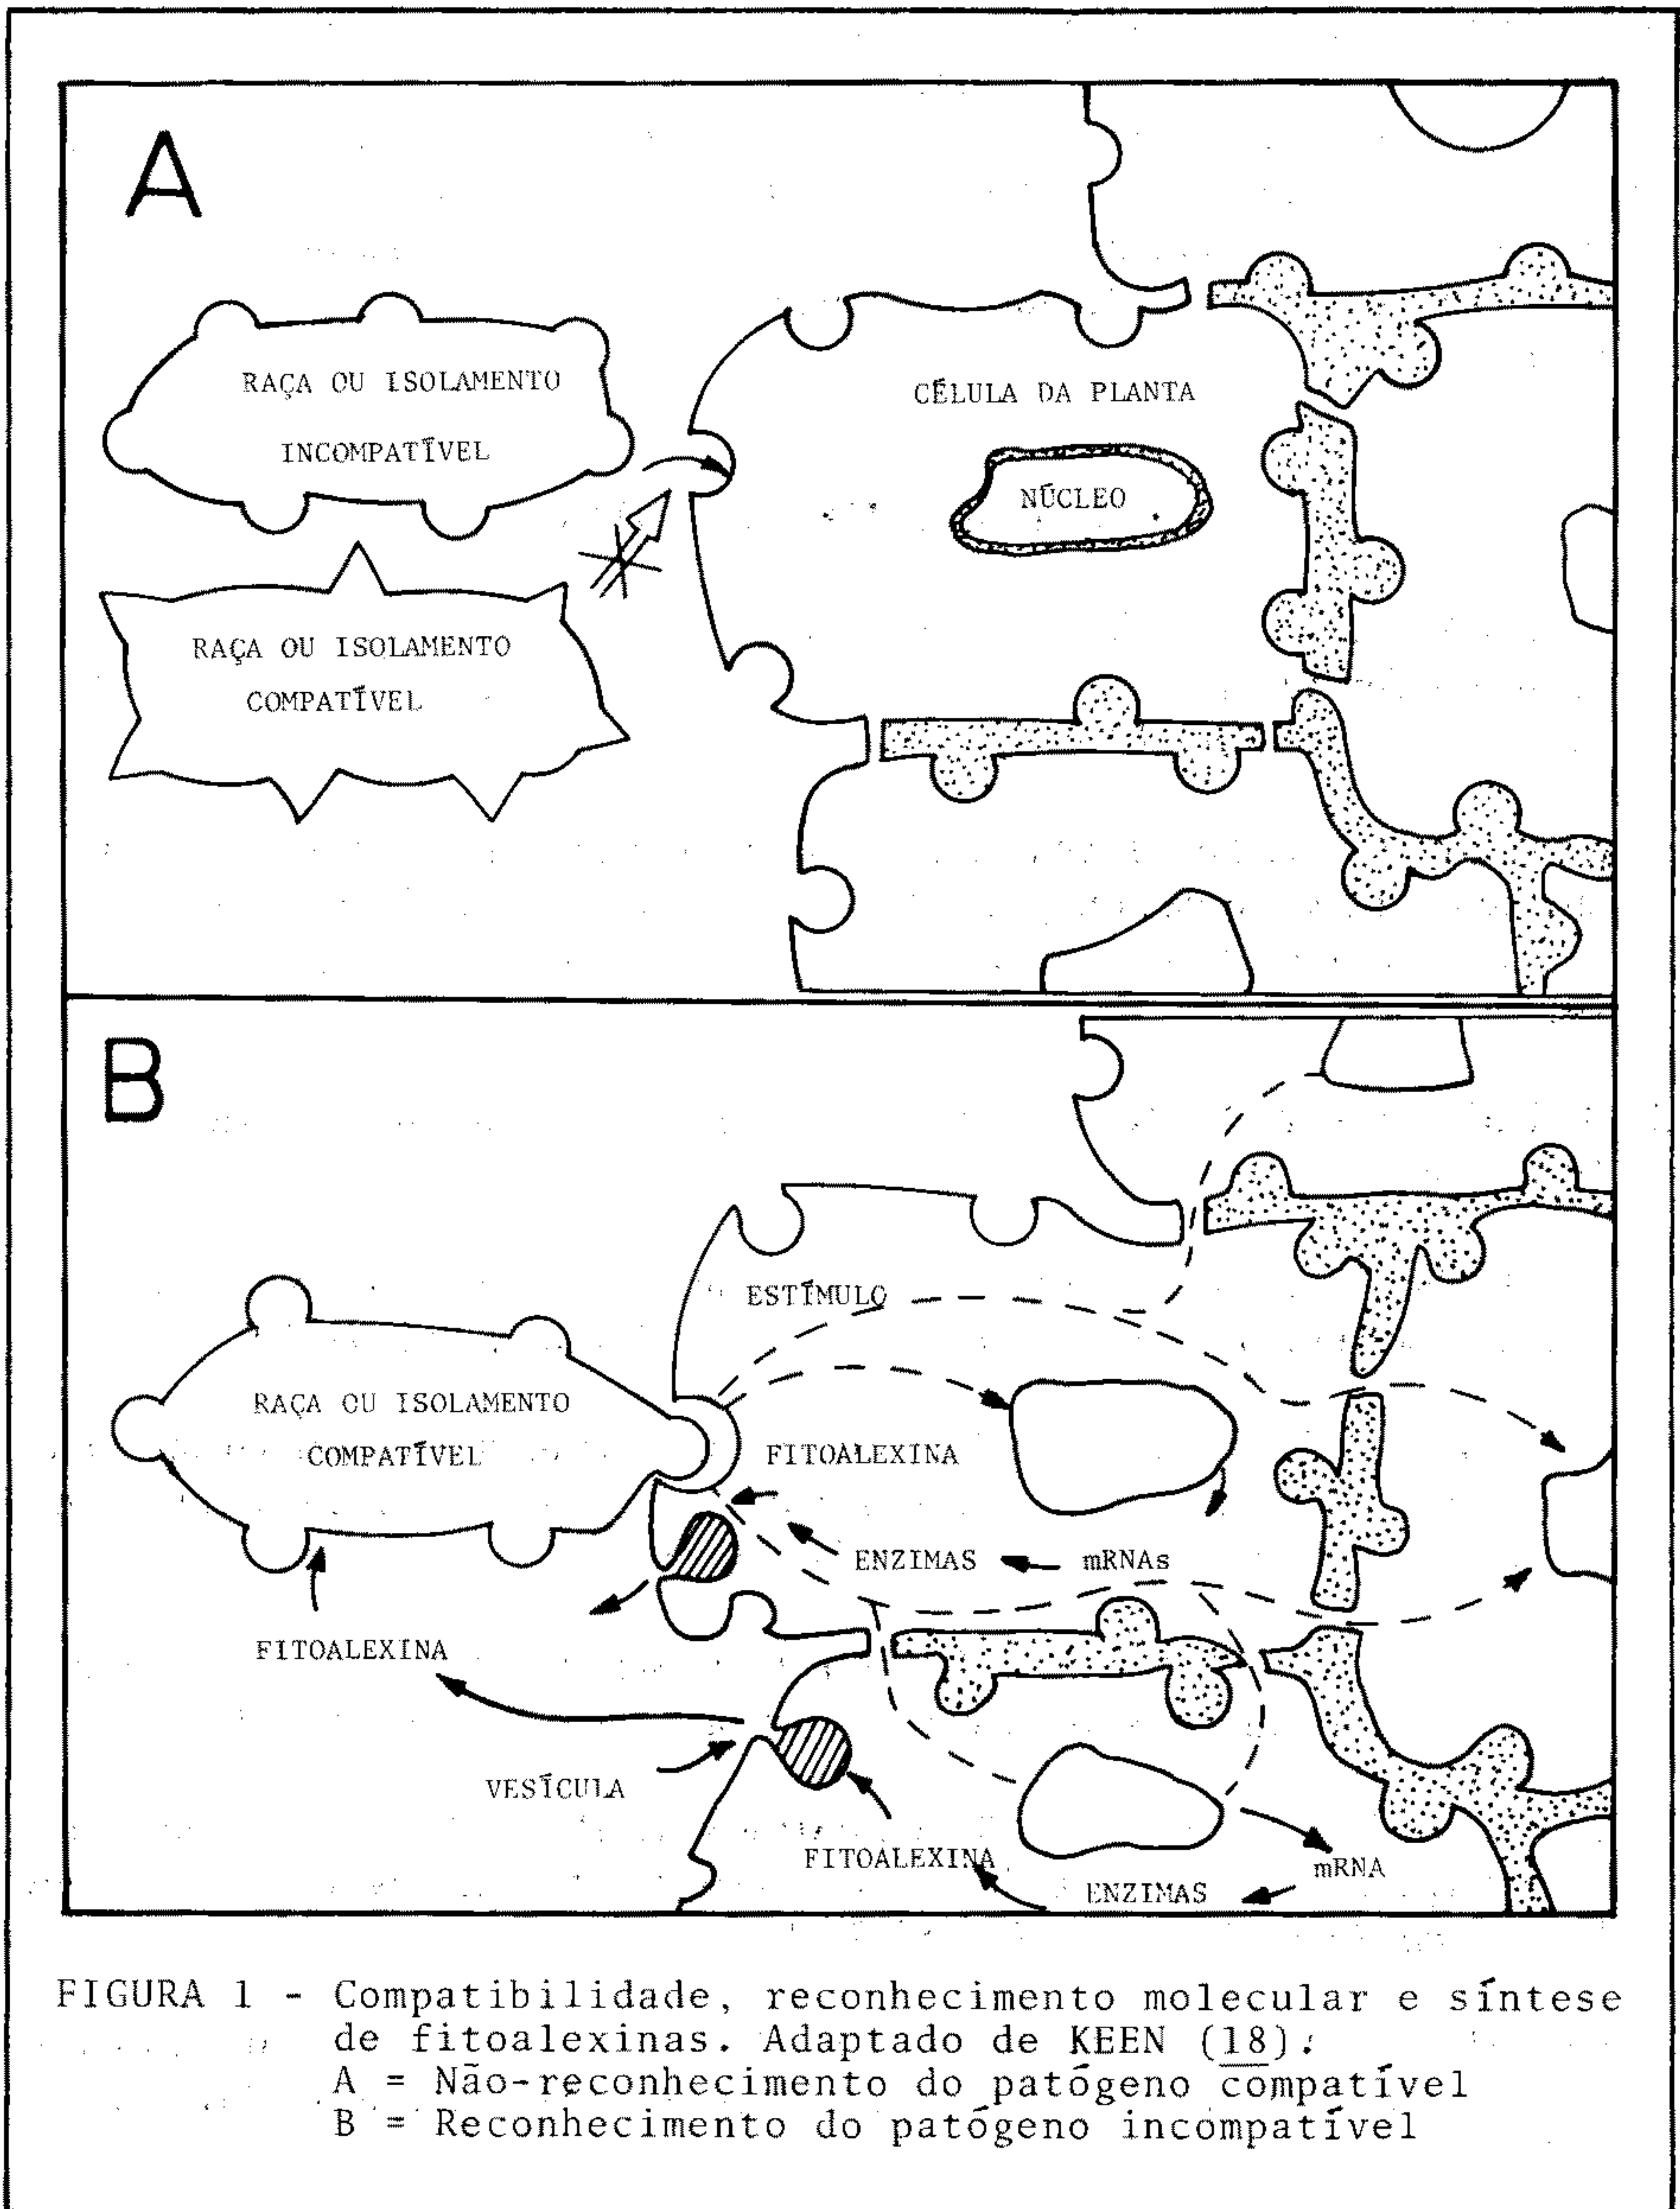 A
RAÇA OU ISOLAMENTO
INCOMPATÍVEL
CÉLULA DA PLANTA
NÚCLEO
RAÇA OU ISOLAMENTO
COMPATÍVEL
B
ESTÍMULO
RAÇA OU ISOLAMENTO
COMPATÍVEL
FITOALEXINA
ENZIMAS
mRNAs
FITOALEXINA
VESÍCULA
FITOALEXINA
mRNA
ENZIMAS
FIGURA 1 - Compatibilidade, reconhecimento molecular e síntese
de fitoalexinas. Adaptado de KEEN (18).
A = Não-reconhecimento do patógeno compatível
B = Reconhecimento do patógeno incompatível